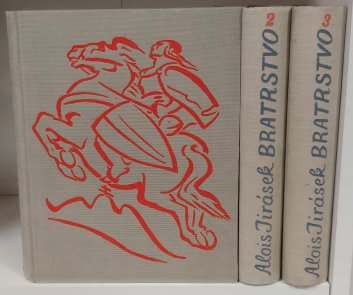 Alois Jirásek BRATRSTVO 2
Alois Jirásek BRATRSTVO 3